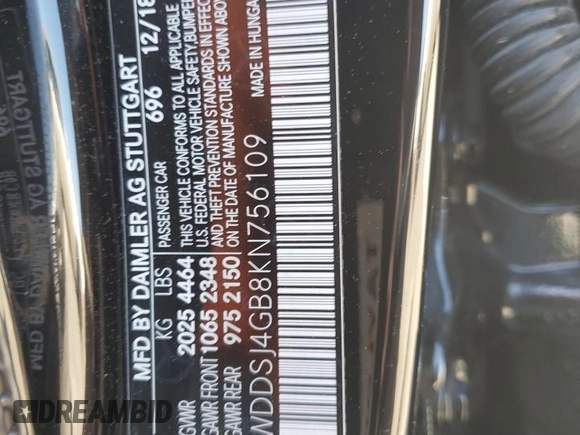 MFD BY DAIMLER AG STUTTGART
696 12/18
KG LBS PASSENGER CAR
GVWR 2025 4464
GAWR FRONT 1065 2348
GAWR REAR 975 2150
THIS VEHICLE CONFORMS TO ALL APPLICABLE
U.S. FEDERAL MOTOR VEHICLE SAFETY, BUMPER
AND THEFT PREVENTION STANDARDS IN EFFEC
ON THE DATE OF MANUFACTURE SHOWN ABOV
WDDSJ4GB8KN756109
MADE IN HUNGA
DREAMBID